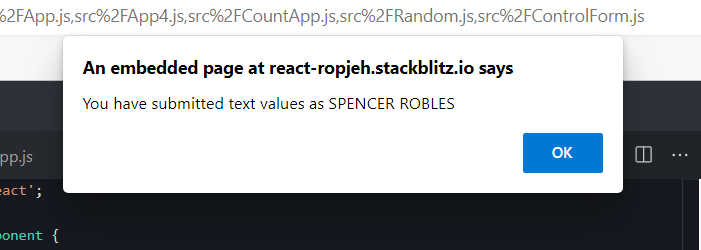 %2FApp.js,src%2FApp4.js,src%2FCountApp.js,src%2FRandom.js,src%2FControlForm.js
An embedded page at react-ropjeh.stackblitz.io says
You have submitted text values as SPENCER ROBLES
OK
pp.js
eact';
ponent {